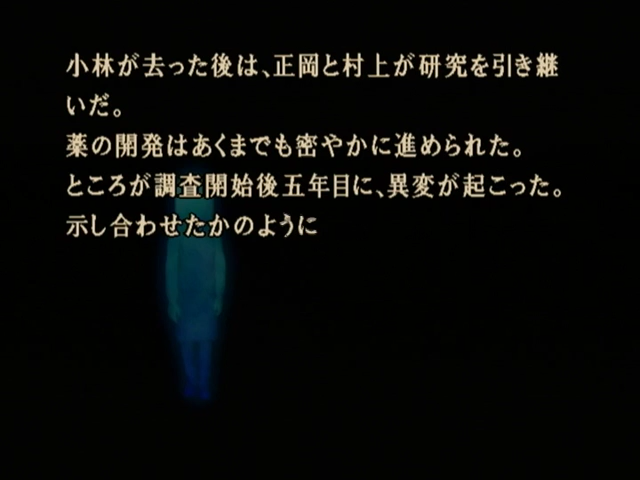 小林が去った後は、正岡と村上が研究を引き継
いだ。
薬の開発はあくまでも密やかに進められた。
ところが調査開始後五年目に、異変が起こった。
示し合わせたかのように